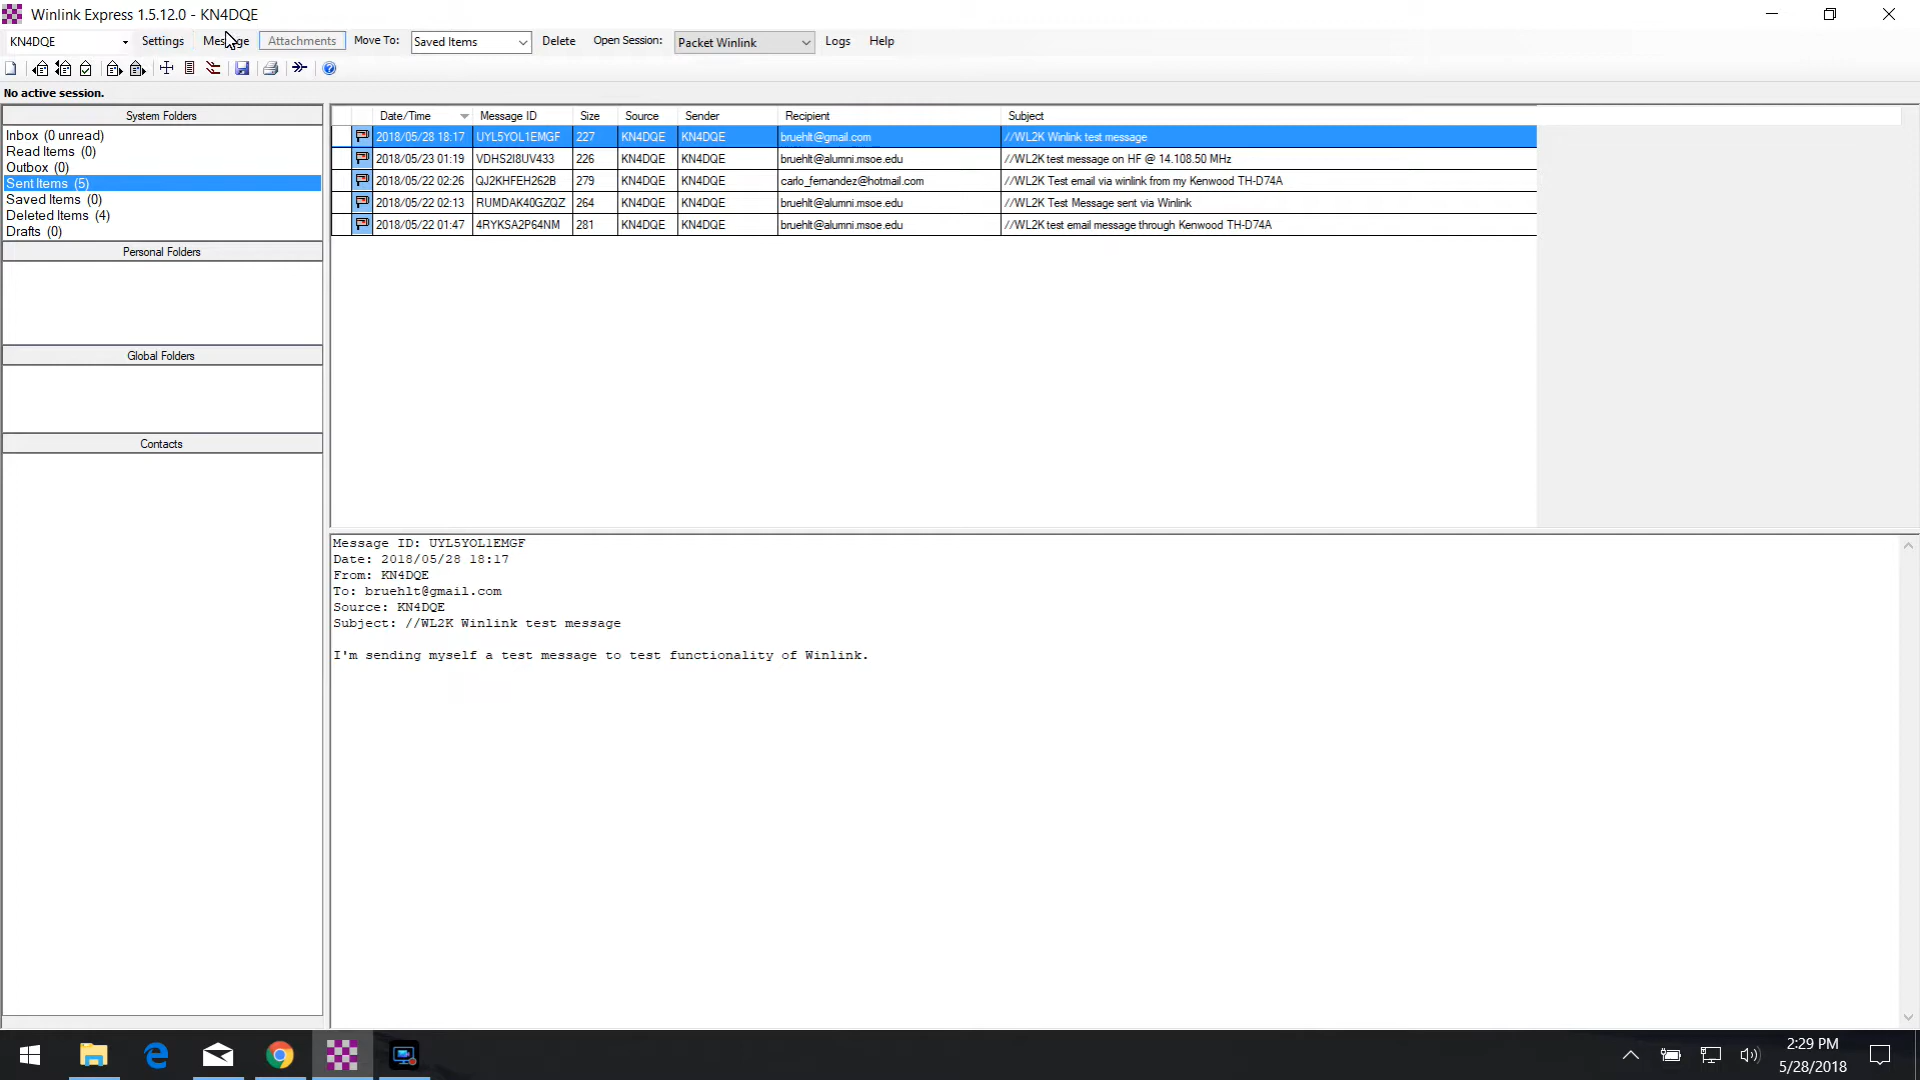 Winlink Express 1.5.12.0 - KN4DQE
KN4DQE Settings Message Attachments Move To: Saved Items Delete Open Session: Packet Winlink Logs Help
No active session.
System Folders
Inbox (0 unread)
Read Items (0)
Outbox (0)
Sent Items (5)
Saved Items (0)
Deleted Items (4)
Drafts (0)
Personal Folders
Global Folders
Contacts
Date/Time Message ID Size Source Sender Recipient Subject
2018/05/28 18:17 UYL5YOL1EMGF 227 KN4DQE KN4DQE bruehlt@gmail.com //WL2K Winlink test message
2018/05/23 01:19 VDHS2I8UV433 226 KN4DQE KN4DQE bruehlt@alumni.msoe.edu //WL2K test message on HF @ 14.108.50 MHz
2018/05/22 02:26 QJ2KHFEH262B 279 KN4DQE KN4DQE carlo_fernandez@hotmail.com //WL2K Test email via winlink from my Kenwood TH-D74A
2018/05/22 02:13 RUMDAK40GZQZ 264 KN4DQE KN4DQE bruehlt@alumni.msoe.edu //WL2K Test Message sent via Winlink
2018/05/22 01:47 4RYKSA2P64NM 281 KN4DQE KN4DQE bruehlt@alumni.msoe.edu //WL2K test email message through Kenwood TH-D74A
Message ID: UYL5YOL1EMGF
Date: 2018/05/28 18:17
From: KN4DQE
To: bruehlt@gmail.com
Source: KN4DQE
Subject: //WL2K Winlink test message
I'm sending myself a test message to test functionality of Winlink.
2:29 PM
5/28/2018